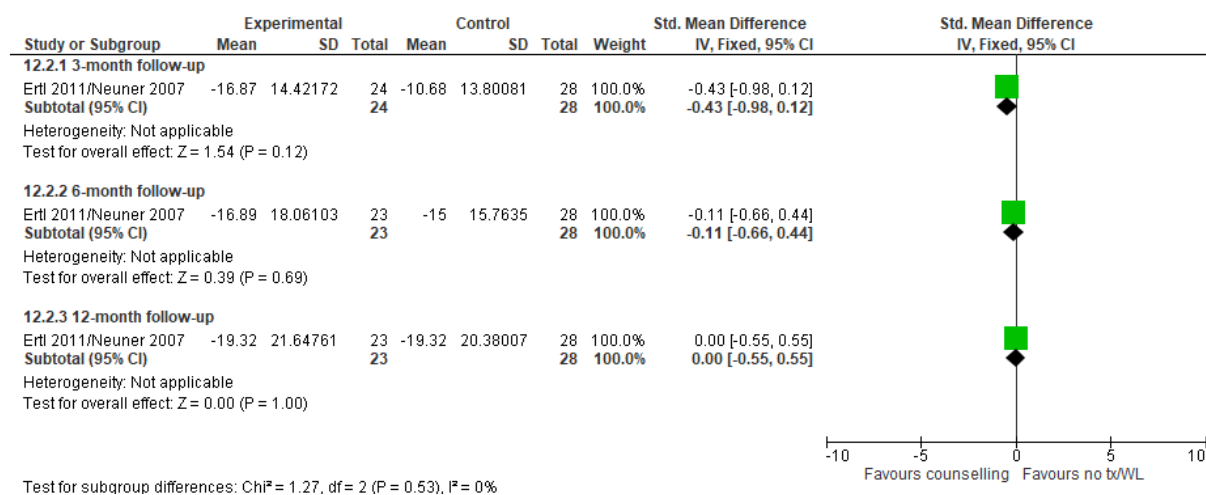 Experimental Control Std. Mean Difference Std. Mean Difference
Study or Subgroup Mean SD Total Mean SD Total Weight IV, Fixed, 95% CI IV, Fixed, 95% CI
12.2.1 3-month follow-up
Ertl 2011/Neuner 2007 -16.87 14.42172 24 -10.68 13.80081 28 100.0% -0.43 [-0.98, 0.12]
Subtotal (95% CI) 24 28 100.0% -0.43 [-0.98, 0.12]
Heterogeneity: Not applicable
Test for overall effect: Z = 1.54 (P = 0.12)
12.2.2 6-month follow-up
Ertl 2011/Neuner 2007 -16.89 18.06103 23 -15 15.7635 28 100.0% -0.11 [-0.66, 0.44]
Subtotal (95% CI) 23 28 100.0% -0.11 [-0.66, 0.44]
Heterogeneity: Not applicable
Test for overall effect: Z = 0.39 (P = 0.69)
12.2.3 12-month follow-up
Ertl 2011/Neuner 2007 -19.32 21.64761 23 -19.32 20.38007 28 100.0% 0.00 [-0.55, 0.55]
Subtotal (95% CI) 23 28 100.0% 0.00 [-0.55, 0.55]
Heterogeneity: Not applicable
Test for overall effect: Z = 0.00 (P = 1.00)
-10 -5 0 5 10
Favours counselling Favours no tx/WL
Test for subgroup differences: Chi² = 1.27, df = 2 (P = 0.53), I² = 0%